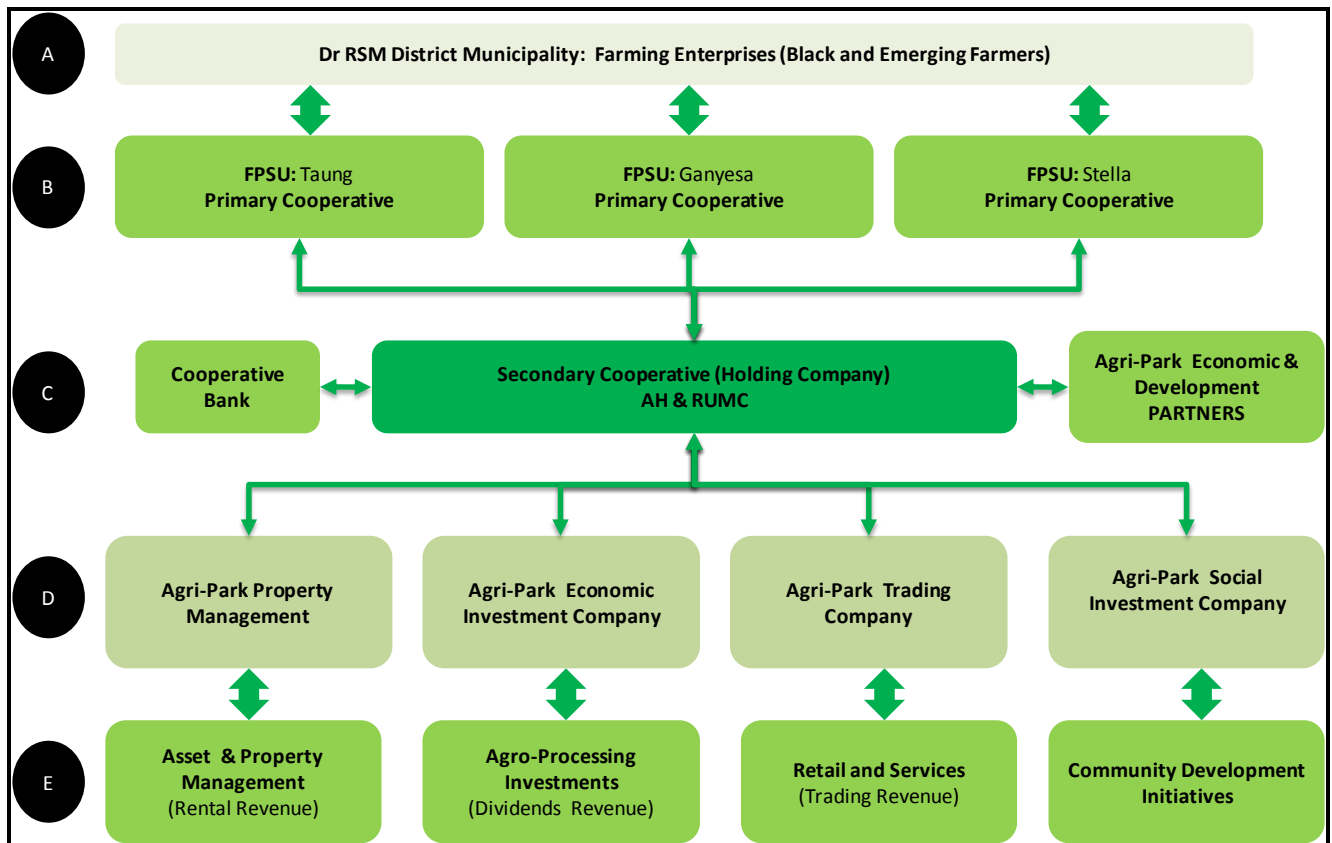 A
Dr RSM District Municipality: Farming Enterprises (Black and Emerging Farmers)
B
FPSU: Taung
Primary Cooperative
FPSU: Ganyesa
Primary Cooperative
FPSU: Stella
Primary Cooperative
C
Cooperative
Bank
Secondary Cooperative (Holding Company)
AH & RUMC
Agri-Park Economic &
Development
PARTNERS
D
Agri-Park Property
Management
Agri-Park Economic
Investment Company
Agri-Park Trading
Company
Agri-Park Social
Investment Company
E
Asset & Property
Management
(Rental Revenue)
Agro-Processing
Investments
(Dividends Revenue)
Retail and Services
(Trading Revenue)
Community Development
Initiatives